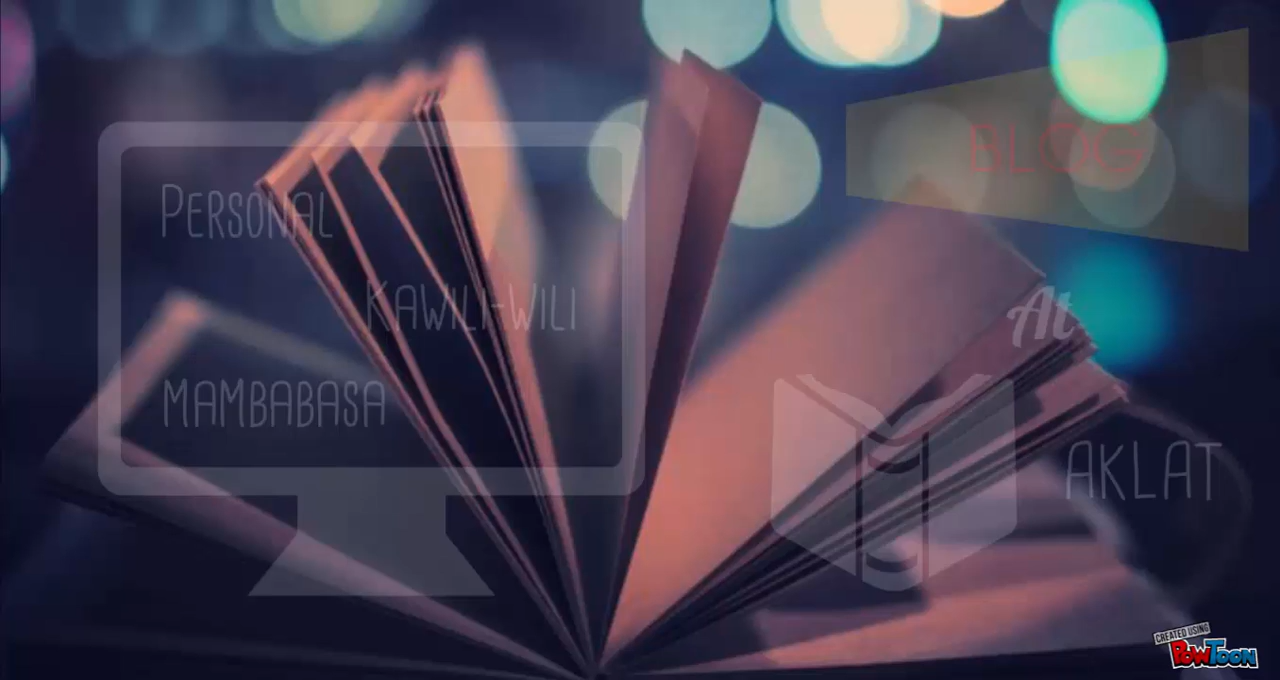 BLOG
PERSONAL
KAWILI-WILI
MAMBABASA
At
AKLAT
CREATED USING
POWTOON